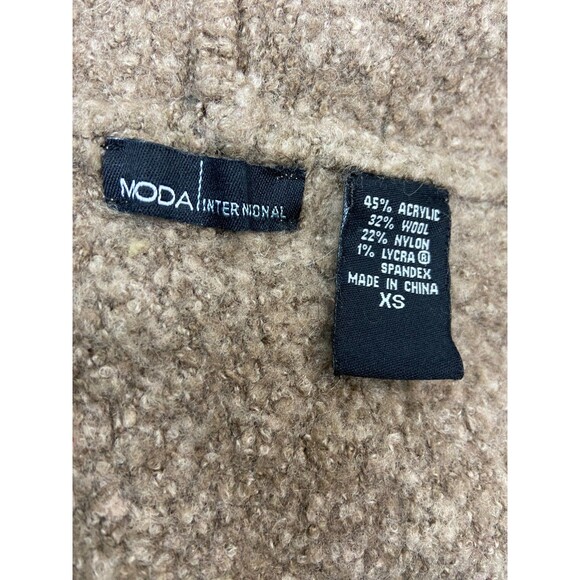 MODA INTERNATIONAL
45% ACRYLIC
32% WOOL
22% NYLON
1% LYCRA ®
SPANDEX
MADE IN CHINA
XS